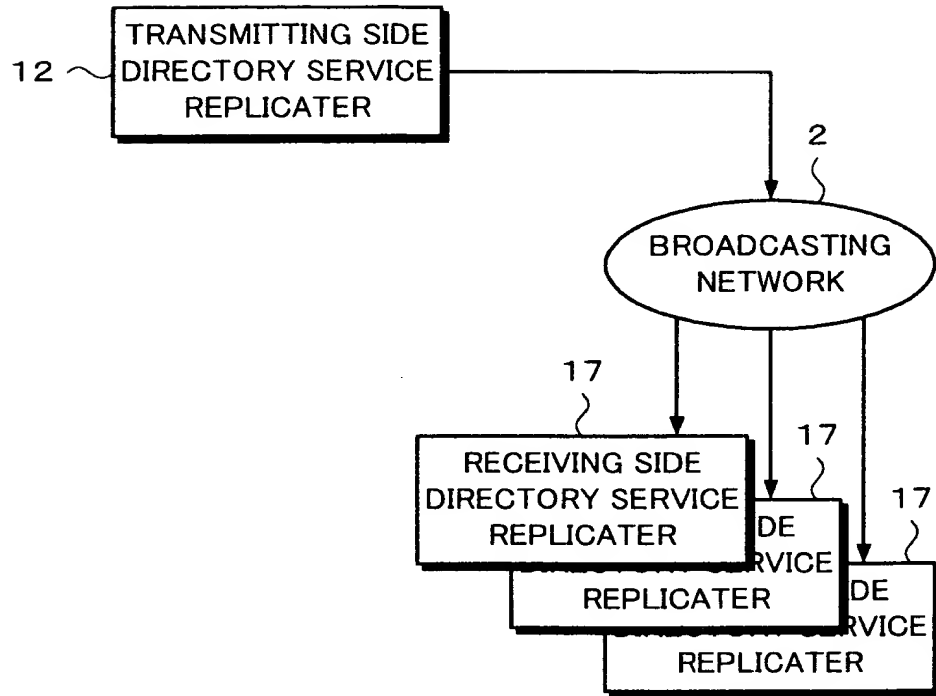 TRANSMITTING SIDE
12
DIRECTORY SERVICE
REPLICATER
2
BROADCASTING
NETWORK
17
RECEIVING SIDE
DIRECTORY SERVICE
REPLICATER
17
DE
RVICE
REPLICATER
17
DE
SERVICE
REPLICATER